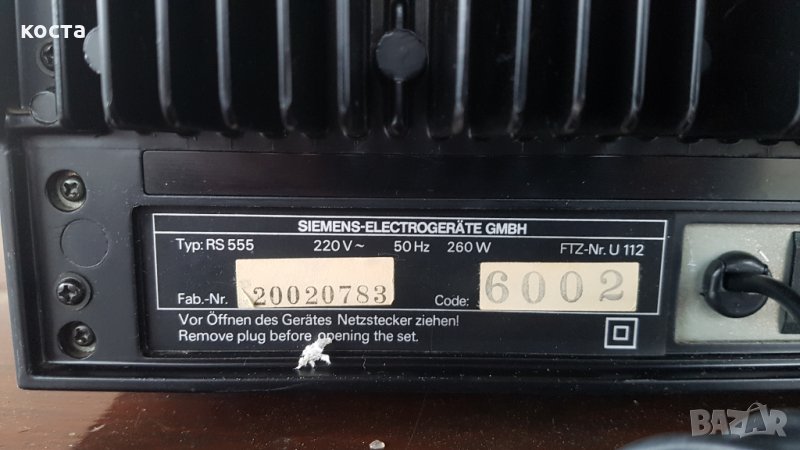 коста
SIEMENS-ELECTROGERÄTE GMBH
Typ: RS 555 220 V~ 50 Hz 260 W FTZ-Nr. U 112
Fab.-Nr. 20020783 Code: 6002
Vor Öffnen des Gerätes Netzstecker ziehen!
Remove plug before opening the set.
BAZAR